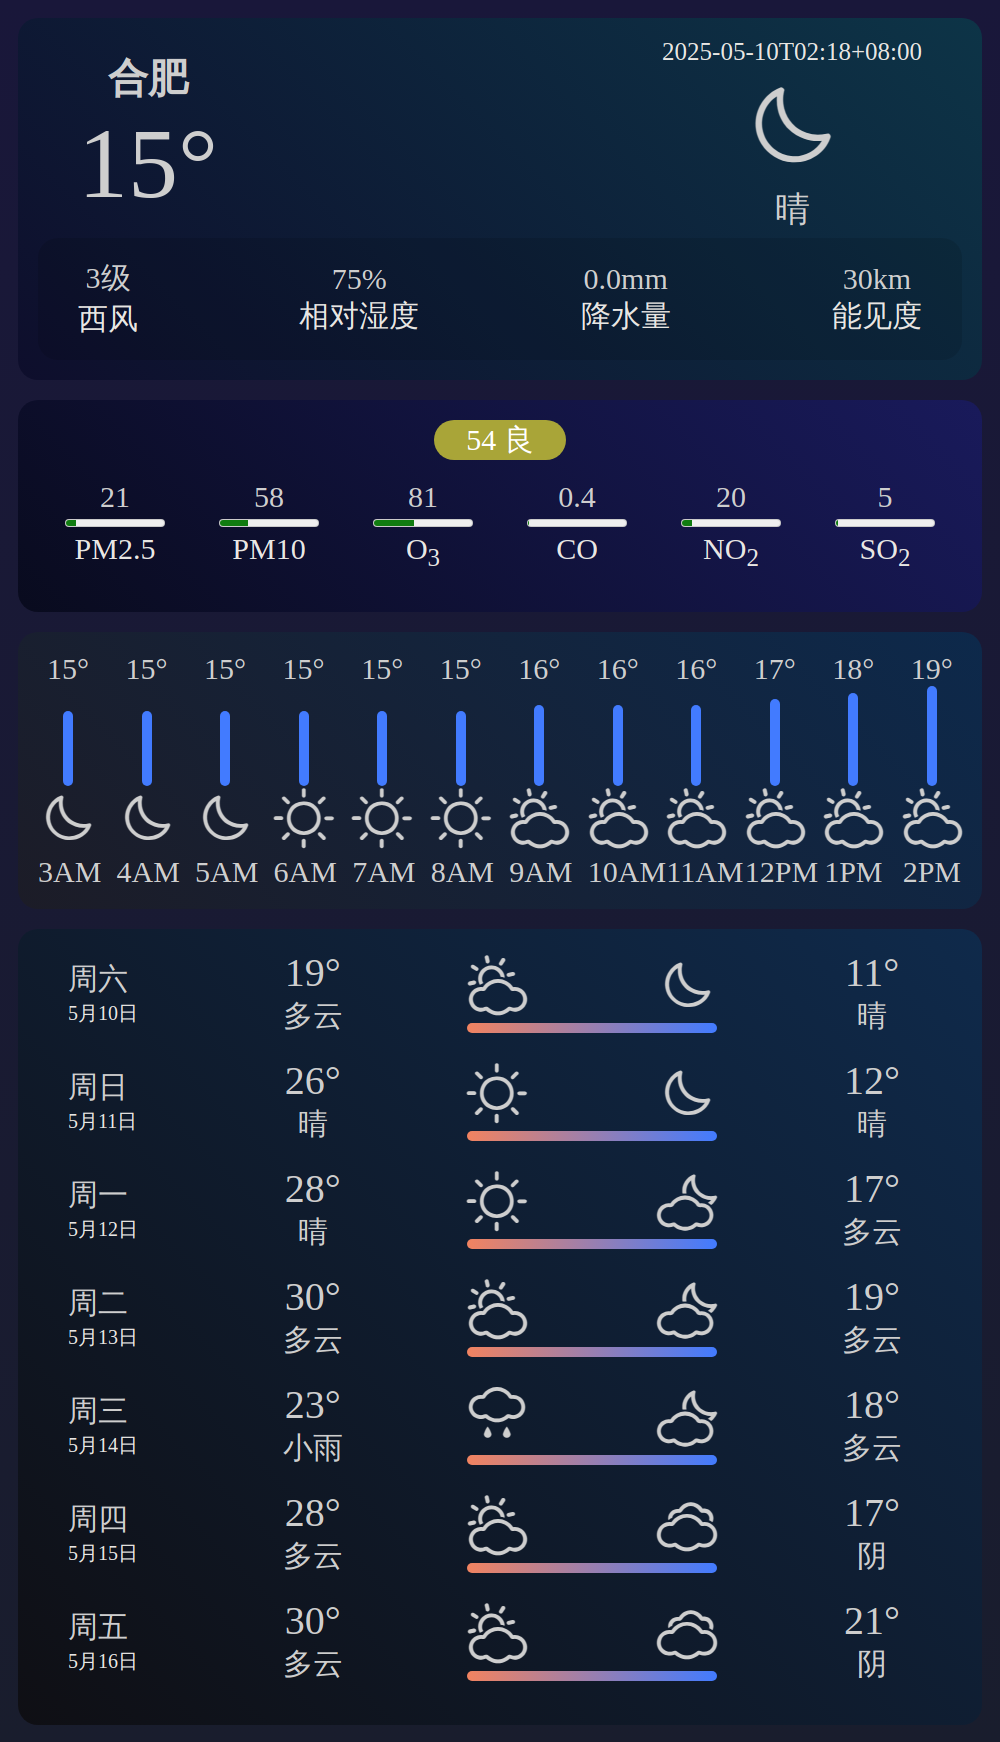 合肥
15°
2025-05-10T02:18+08:00
晴
3级 75% 0.0mm 30km
西风 相对湿度 降水量 能见度
54 良
21 58 81 0.4 20 5
PM2.5 PM10 O3 CO NO2 SO2
15° 15° 15° 15° 15° 15° 16° 16° 16° 17° 18° 19°
3AM 4AM 5AM 6AM 7AM 8AM 9AM 10AM 11AM 12PM 1PM 2PM
周六 19° 11°
5月10日 多云 晴
周日 26° 12°
5月11日 晴 晴
周一 28° 17°
5月12日 晴 多云
周二 30° 19°
5月13日 多云 多云
周三 23° 18°
5月14日 小雨 多云
周四 28° 17°
5月15日 多云 阴
周五 30° 21°
5月16日 多云 阴